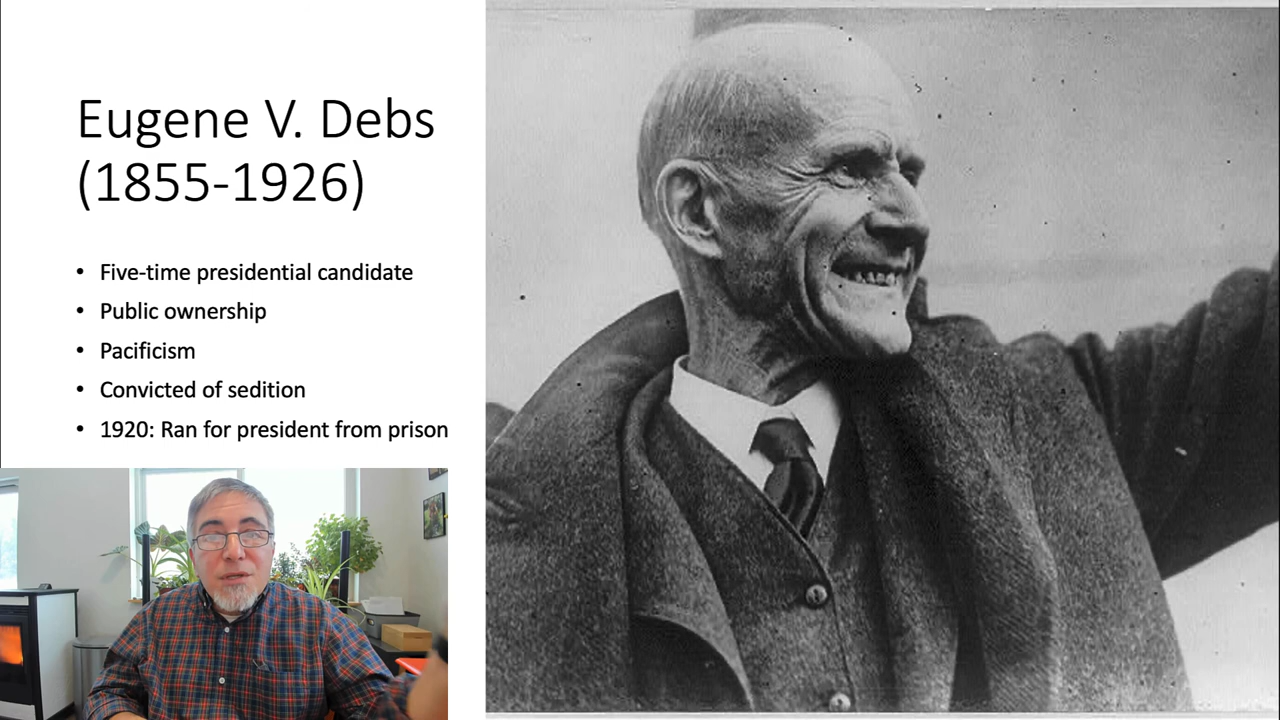 Eugene V. Debs
(1855-1926)
• Five-time presidential candidate
• Public ownership
• Pacificism
• Convicted of sedition
• 1920: Ran for president from prison